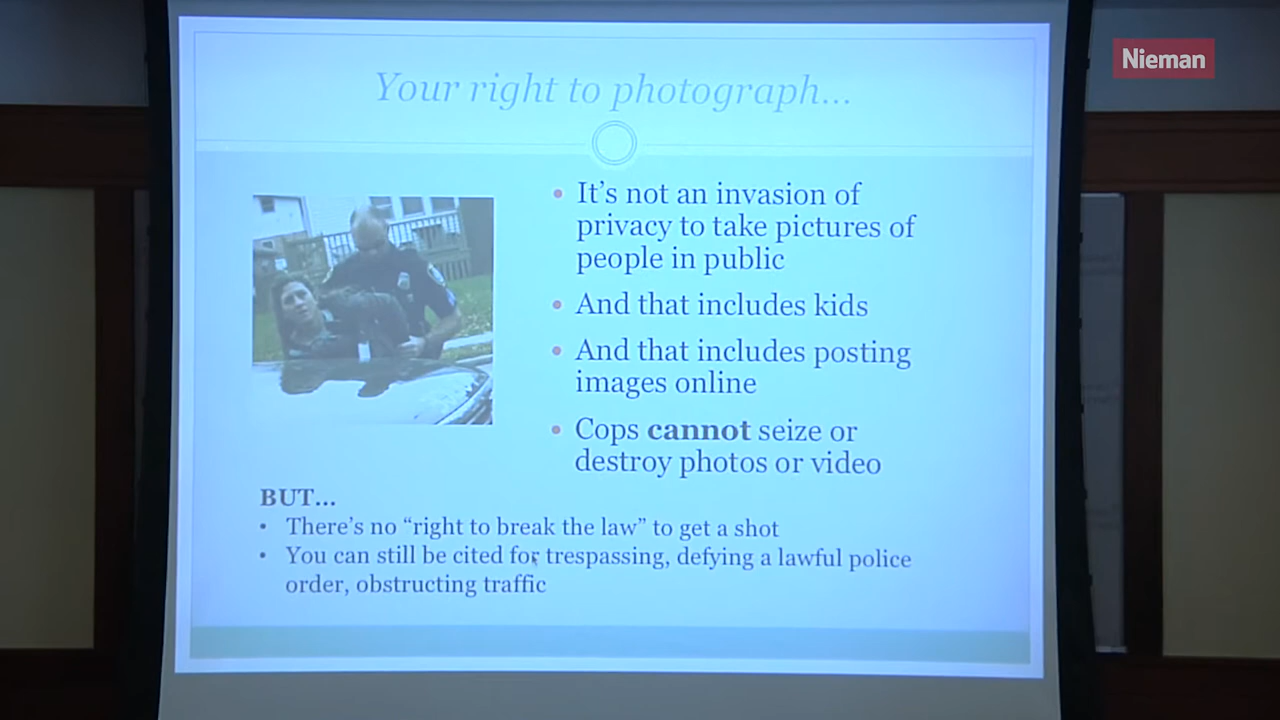 Nieman
Your right to photograph...
• It's not an invasion of
privacy to take pictures of
people in public
• And that includes kids
• And that includes posting
images online
• Cops cannot seize or
destroy photos or video
BUT...
• There's no “right to break the law” to get a shot
• You can still be cited for trespassing, defying a lawful police
order, obstructing traffic